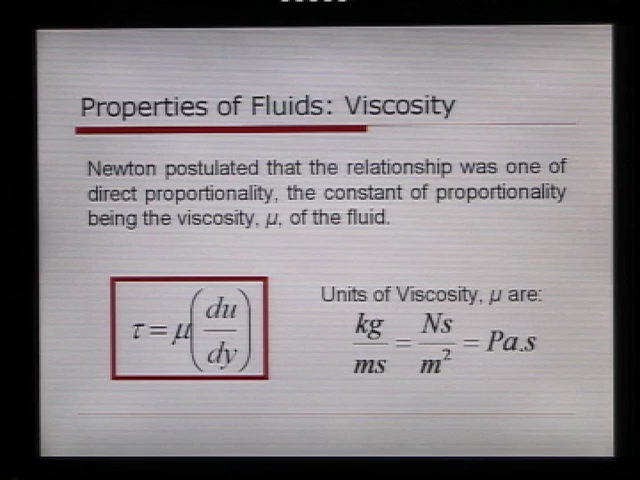 Properties of Fluids: Viscosity
Newton postulated that the relationship was one of
direct proportionality, the constant of proportionality
being the viscosity, μ, of the fluid.
τ = μ(du/dy)
Units of Viscosity, μ are:
kg/ms = Ns/m² = Pa.s